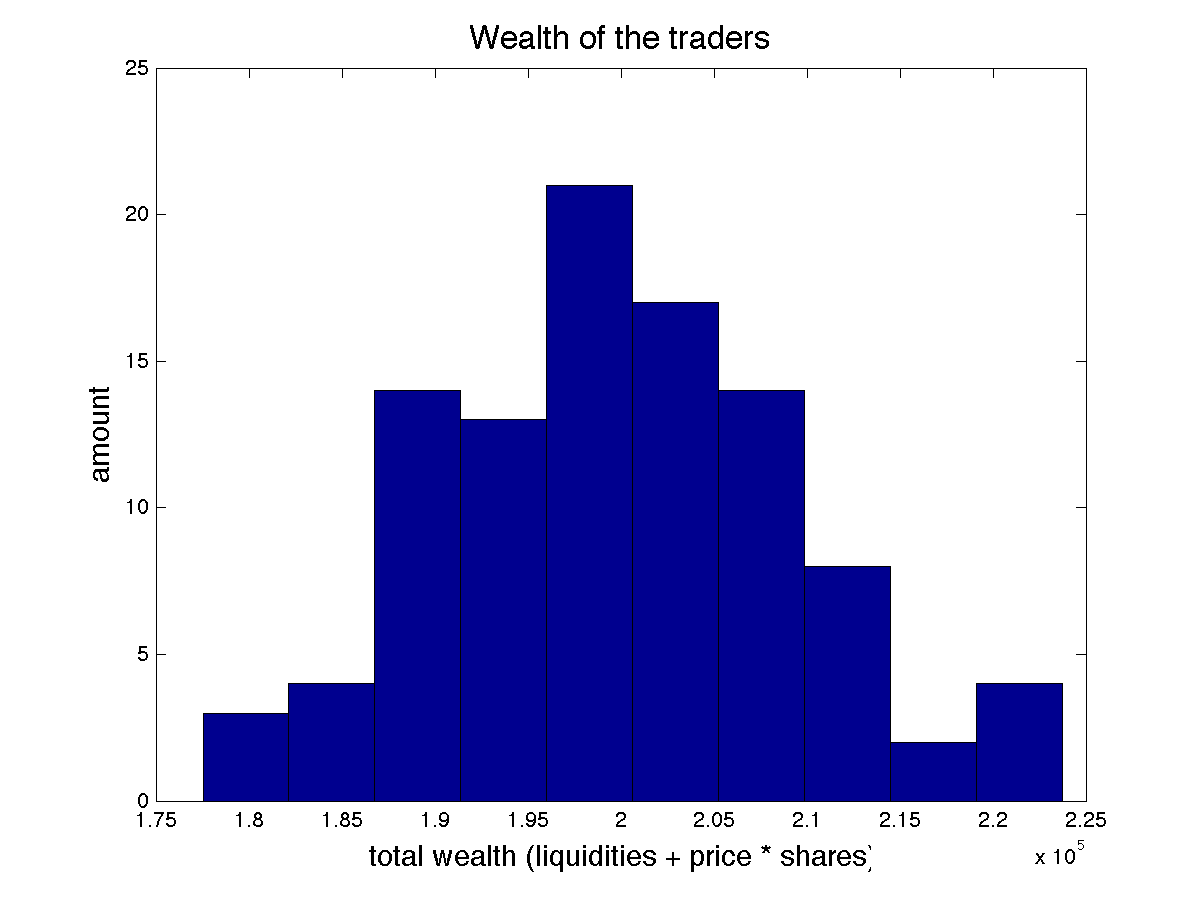 Wealth of the traders
25
20
15
10
5
0
amount
1.75 1.8 1.85 1.9 1.95 2 2.05 2.1 2.15 2.2 2.25
total wealth (liquidities + price * shares)
x 10^5